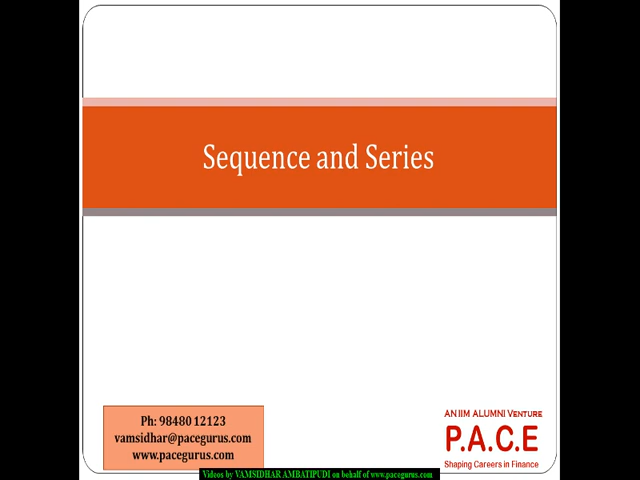 Sequence and Series
Ph: 98480 12123
vamsidhar@pacegurus.com
www.pacegurus.com
AN IIM ALUMNI VENTURE
P.A.C.E
Shaping Careers in Finance
Videos by VAMSIDHAR AMBATIPUDI on behalf of www.pacegurus.com